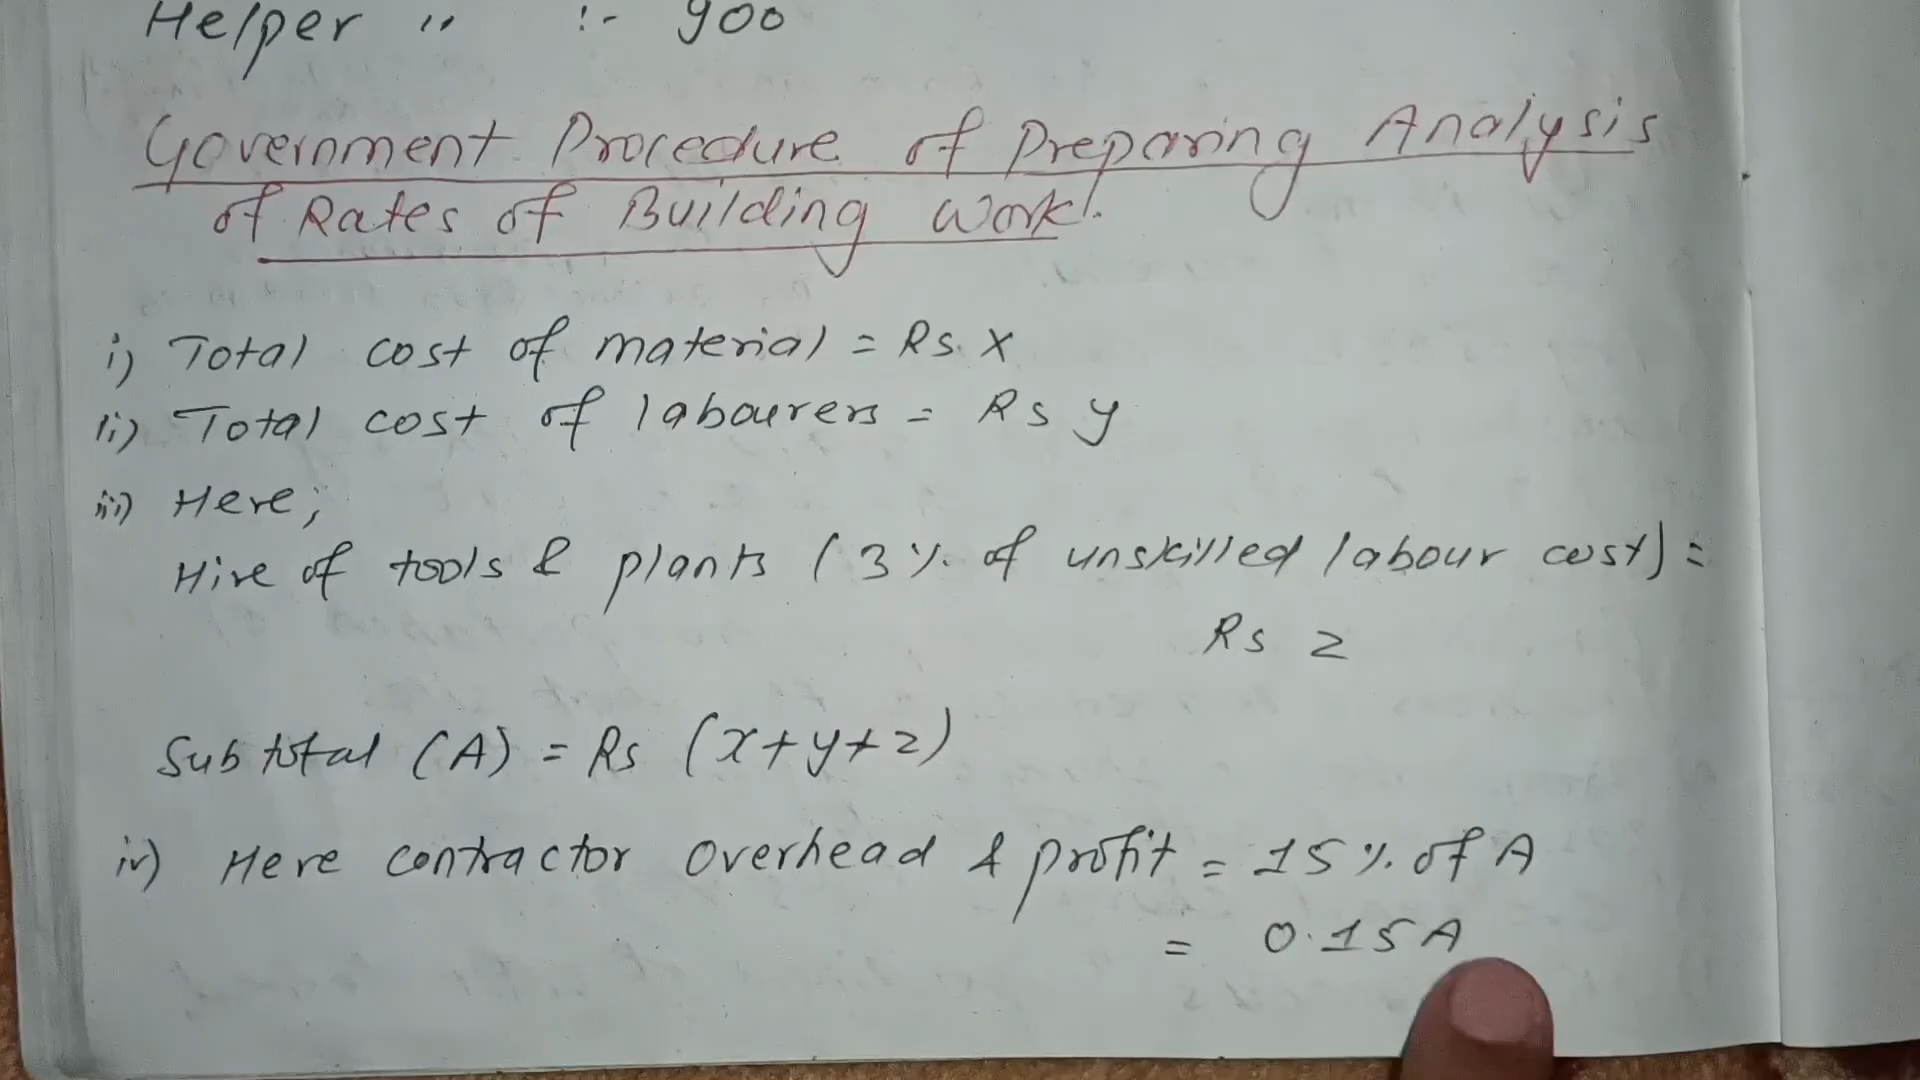 Helper " :- 900
Government Procedure of Preparing Analysis
of Rates of Building Work!.
i) Total cost of material = Rs. X
ii) Total cost of labourers = Rs y
iii) Here;
Hire of tools & plants (3% of unskilled labour cost) =
Rs z
Sub total (A) = Rs (x+y+z)
iv) Here contractor overhead & profit = 15% of A
= 0.15A